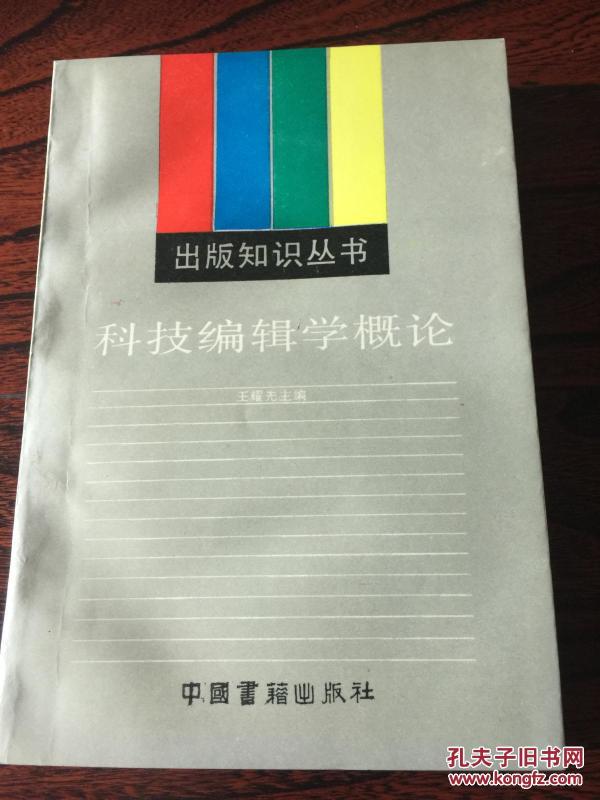 出版知识丛书
科技编辑学概论
王耀先主编
中國書籍出版社
孔夫子旧书网
www.kongfz.com